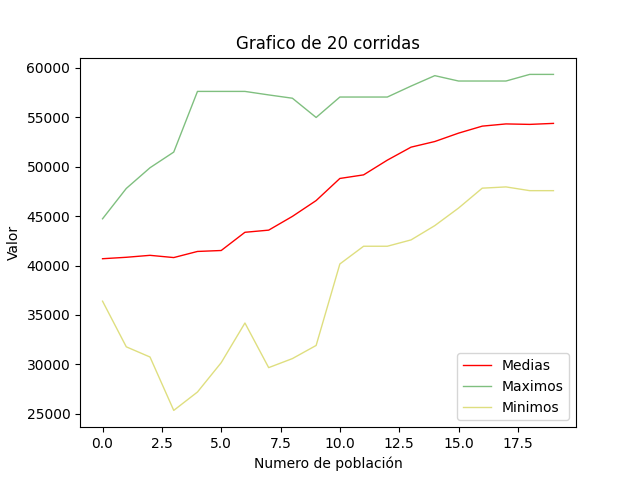 Grafico de 20 corridas
60000
55000
50000
45000
40000
35000
30000
25000
Valor
0.0 2.5 5.0 7.5 10.0 12.5 15.0 17.5
Numero de población
Medias
Maximos
Minimos